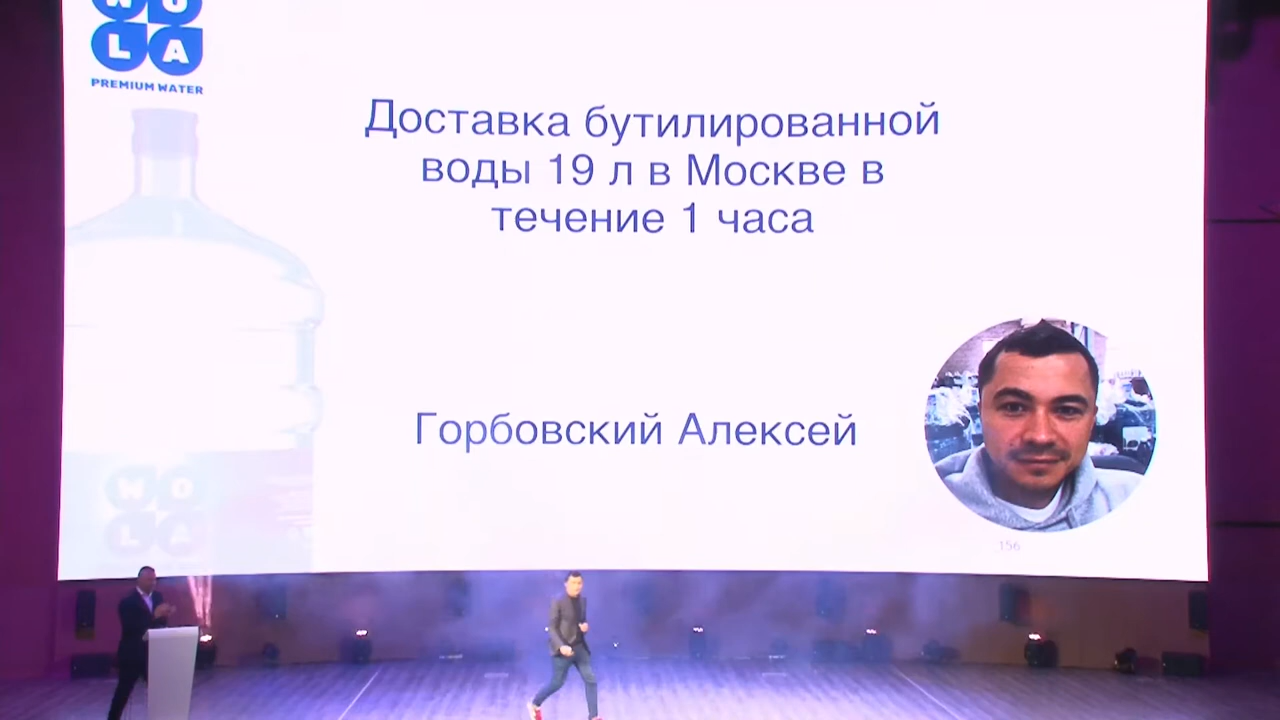 L A
PREMIUM WATER
Доставка бутилированной
воды 19 л в Москве в
течение 1 часа
Горбовский Алексей
156
W O
L A